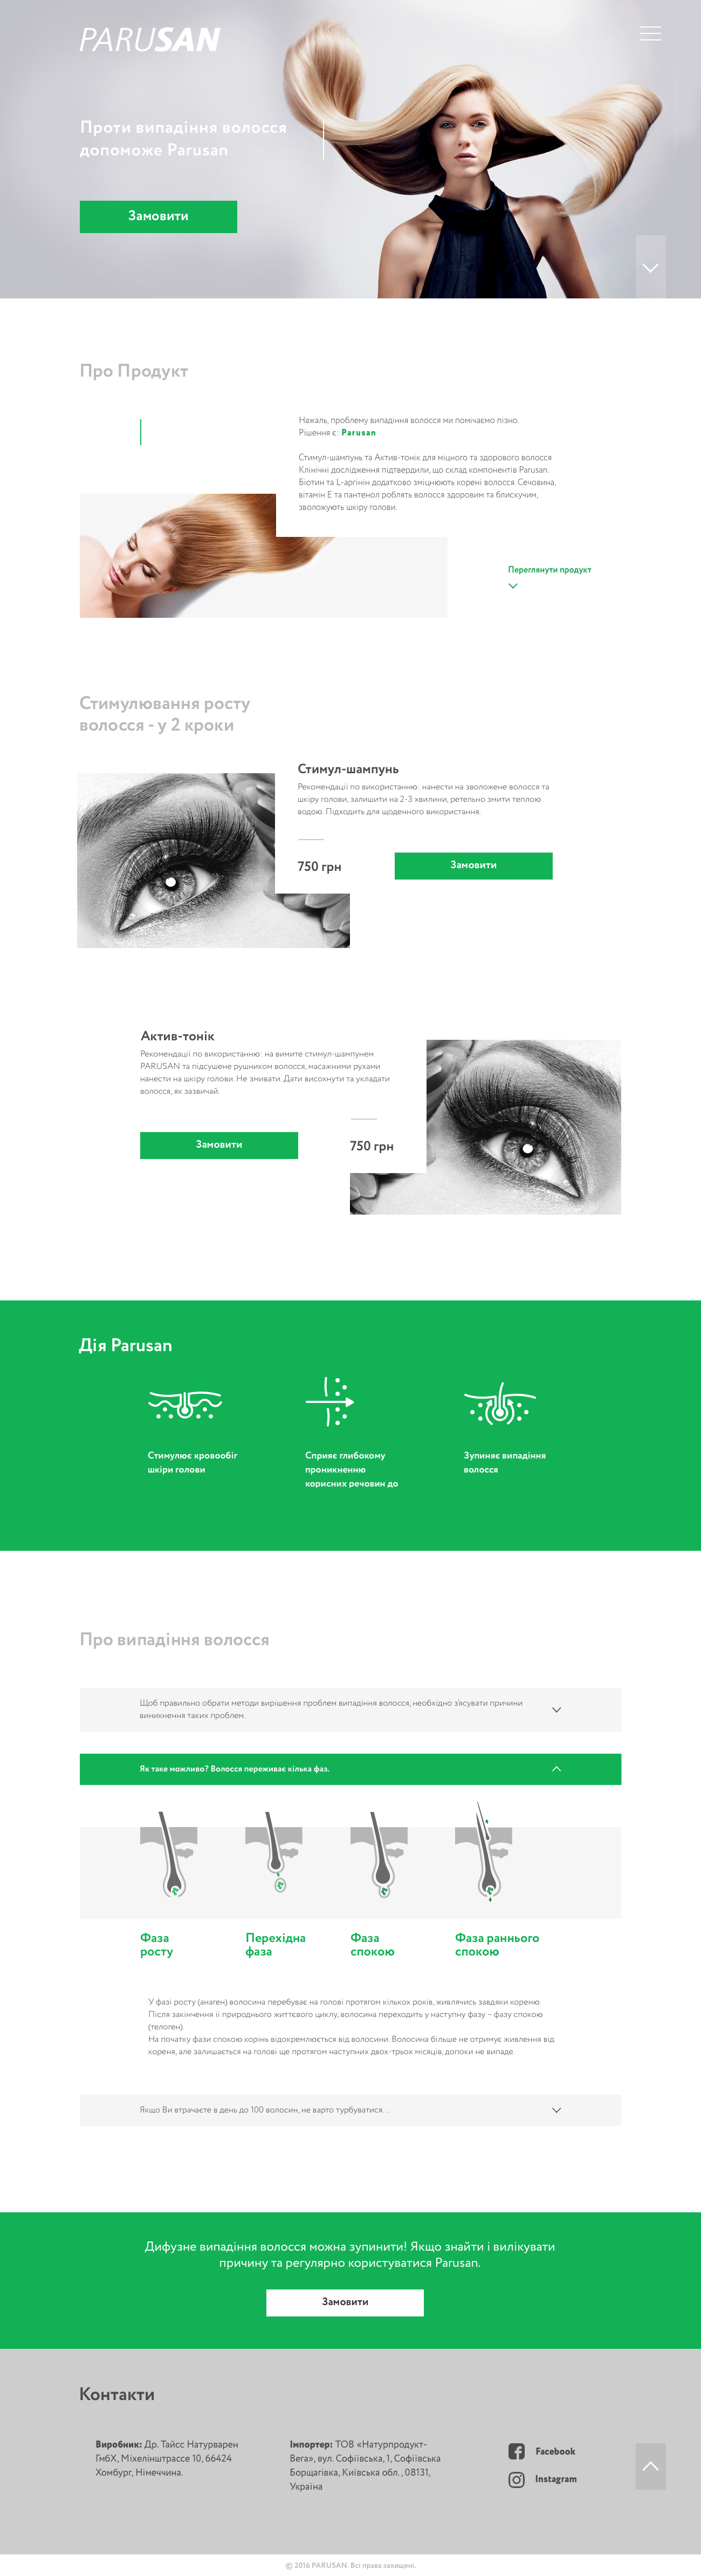 PARUSAN
Проти випадіння волосся
допоможе Parusan
Замовити
Про Продукт
Нажаль, проблему випадіння волосся ми помічаємо пізно.
Рішення є: Parusan
Стимул-шампунь та Актив-тонік для міцного та здорового волосся
Клінічні дослідження підтвердили, що склад компонентів Parusan.
Біотин та L-аргінін додатково зміцнюють корені волосся. Сечовина,
вітамін Е та пантенол роблять волосся здоровим та блискучим,
зволожують шкіру голови.
Переглянути продукт
Стимулювання росту
волосся - у 2 кроки
Стимул-шампунь
Рекомендації по використанню: нанести на зволожене волосся та
шкіру голови, залишити на 2-3 хвилини, ретельно змити теплою
водою. Підходить для щоденного використання.
750 грн
Замовити
Актив-тонік
Рекомендації по використанню: на вимите стимул-шампунем
PARUSAN та підсушене рушником волосся, масажними рухами
нанести на шкіру голови. Не змивати. Дати висохнути та укладати
волосся, як зазвичай.
Замовити
750 грн
Дія Parusan
Стимулює кровообіг
шкіри голови
Сприяє глибокому
проникненню
корисних речовин до
Зупиняє випадіння
волосся
Про випадіння волосся
Щоб правильно обрати методи вирішення проблем випадіння волосся, необхідно з'ясувати причини
виникнення таких проблем.
Як таке можливо? Волосся переживає кілька фаз.
Фаза
росту
Перехідна
фаза
Фаза
спокою
Фаза раннього
спокою
У фазі росту (анаген) волосина перебуває на голові протягом кількох років, живлячись завдяки кореню.
Після закінчення її природнього життєвого циклу, волосина переходить у наступну фазу – фазу спокою
(телоген).
На початку фази спокою корінь відокремлюється від волосини. Волосина більше не отримує живлення від
кореня, але залишається на голові ще протягом наступних двох-трьох місяців, допоки не випаде.
Якщо Ви втрачаєте в день до 100 волосин, не варто турбуватися...
Дифузне випадіння волосся можна зупинити! Якщо знайти і вилікувати
причину та регулярно користуватися Parusan.
Замовити
Контакти
Виробник: Др. Тайсс Натурварен
ГмбХ, Міхелінштрассе 10, 66424
Хомбург, Німеччина.
Імпортер: ТОВ «Натурпродукт-
Вега», вул. Софіївська, 1, Софіївська
Борщагівка, Київська обл. , 08131,
Україна
Facebook
Instagram
© 2016 PARUSAN. Всі права захищені.